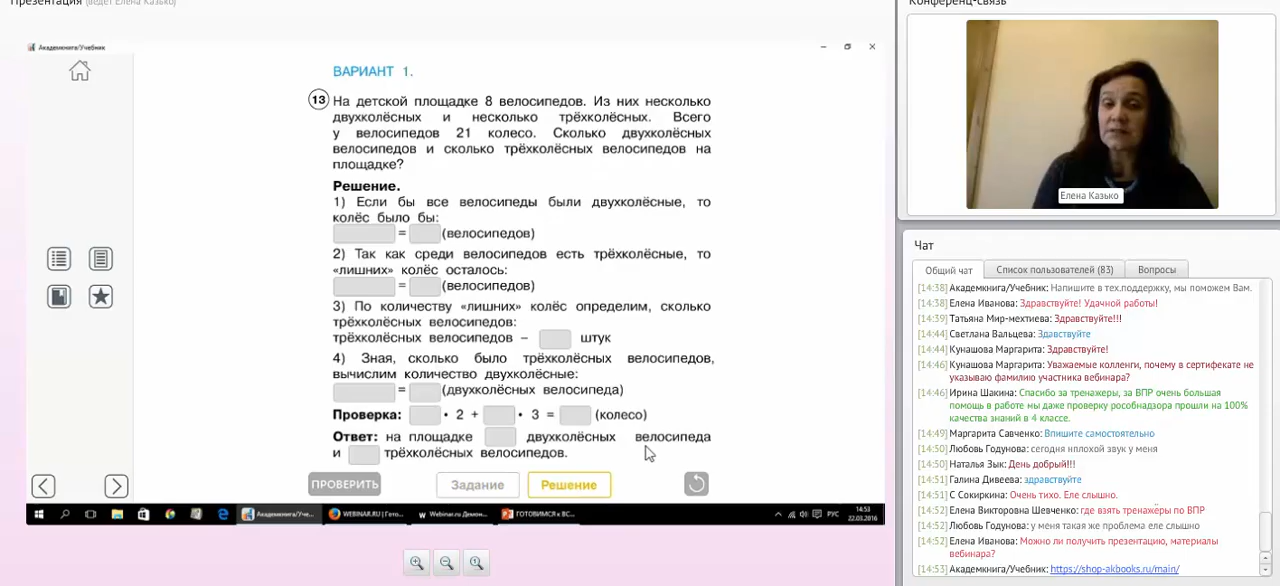 Презентация (ведет Елена Казько)
Конференц-связь
Академкнига/Учебник
ВАРИАНТ 1.
13 На детской площадке 8 велосипедов. Из них несколько
двухколёсных и несколько трёхколёсных. Всего
у велосипедов 21 колесо. Сколько двухколёсных
велосипедов и сколько трёхколёсных велосипедов на
площадке?
Решение.
1) Если бы все велосипеды были двухколёсные, то
колёс было бы:
= (велосипедов)
2) Так как среди велосипедов есть трёхколёсные, то
«лишних» колёс осталось:
= (велосипедов)
3) По количеству «лишних» колёс определим, сколько
трёхколёсных велосипедов:
трёхколёсных велосипедов – штук
4) Зная, сколько было трёхколёсных велосипедов,
вычислим количество двухколёсные:
= (двухколёсных велосипеда)
Проверка: · 2 + · 3 = (колесо)
Ответ: на площадке двухколёсных велосипеда
и трёхколёсных велосипедов.
ПРОВЕРИТЬ Задание Решение
Академкнига/Уче... WEBINAR.RU | Гото... Webinar.ru Демон... ГОТОВИМСЯ к ВС... РУС 14:53
22.03.2016
Елена Казько
Чат
Общий чат Список пользователей (83) Вопросы
[14:38] Академкнига/Учебник: Напишите в тех.поддержку, мы поможем Вам.
[14:38] Елена Иванова: Здравствуйте! Удачной работы!
[14:39] Татьяна Мир-мехтиева: Здравствуйте!!!
[14:44] Светлана Вальцева: Здавствуйте
[14:44] Кунашова Маргарита: Здравствуйте!
[14:46] Кунашова Маргарита: Уважаемые колленги, почему в сертифекате не
указываю фамилию участника вебинара?
[14:46] Ирина Шакина: Спасибо за тренажеры, за ВПР очень большая
помощь в работе мы даже проверку рособнадзора прошли на 100%
качества знаний в 4 классе.
[14:49] Маргарита Савченко: Впишите самостоятельно
[14:50] Любовь Годунова: сегодня нплохой звук у меня
[14:50] Наталья Зык: День добрый!!!
[14:51] Галина Дивеева: здравствуйте
[14:51] С Сокиркина: Очень тихо. Еле слышно.
[14:52] Елена Викторовна Шевченко: где взять тренажёры по ВПР
[14:52] Любовь Годунова: у меня такая же проблема еле слышно
[14:52] Елена Иванова: Можно ли получить презентацию, материалы
вебинара?
[14:53] Академкнига/Учебник: https://shop-akbooks.ru/main/